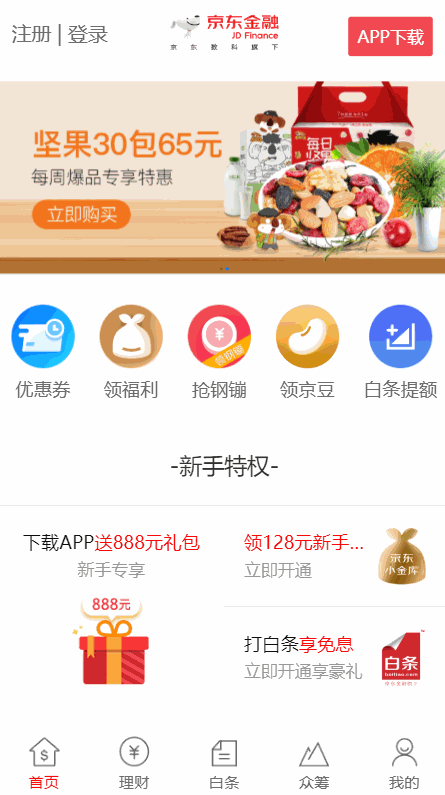 注册 | 登录
京东金融
JD Finance
京东数科旗下
APP下载
坚果30包65元
每周爆品专享特惠
立即购买
每日坚果
优惠券
领福利
抢钢镚
领京豆
白条提额
-新手特权-
下载APP送888元礼包
新手专享
888元
领128元新手...
立即开通
京东
小金库
打白条享免息
立即开通享豪礼
白条
首页
理财
白条
众筹
我的